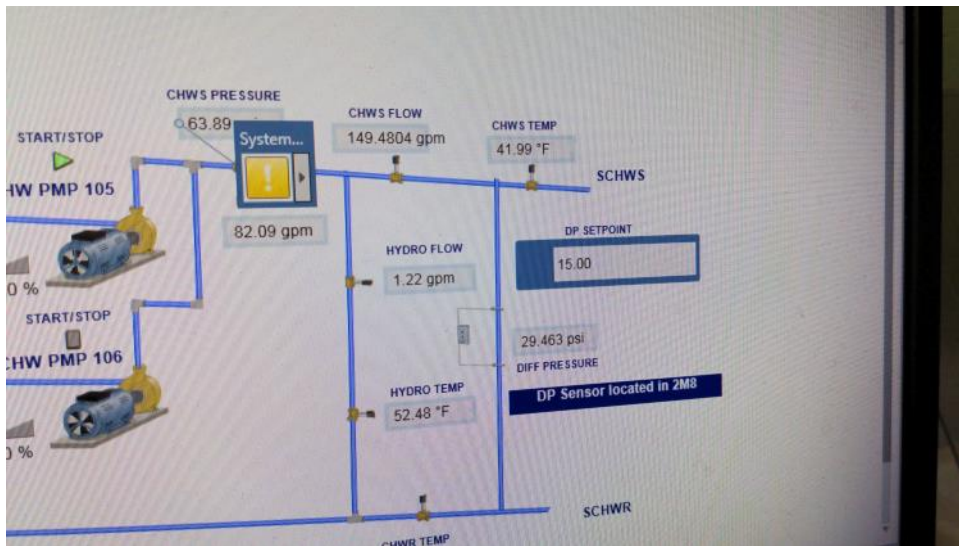 CHWS PRESSURE
63.89
System...
CHWS FLOW
149.4804 gpm
CHWS TEMP
41.99 °F
SCHWS
START/STOP
HW PMP 105
82.09 gpm
DP SETPOINT
15.00
HYDRO FLOW
1.22 gpm
0 %
START/STOP
CHW PMP 106
29.463 psi
DIFF PRESSURE
DP Sensor located in 2M8
HYDRO TEMP
52.48 °F
0 %
SCHWR
CHWR TEMP